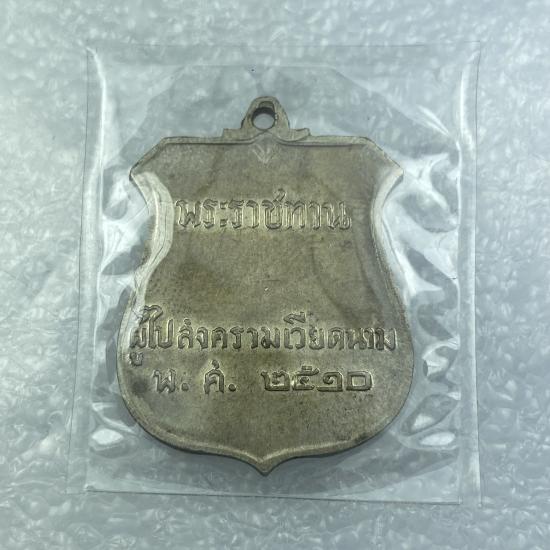 พระราชทาน
ผู้ไปสงครามเวียดนาม
พ.ศ. ๒๕๑๐